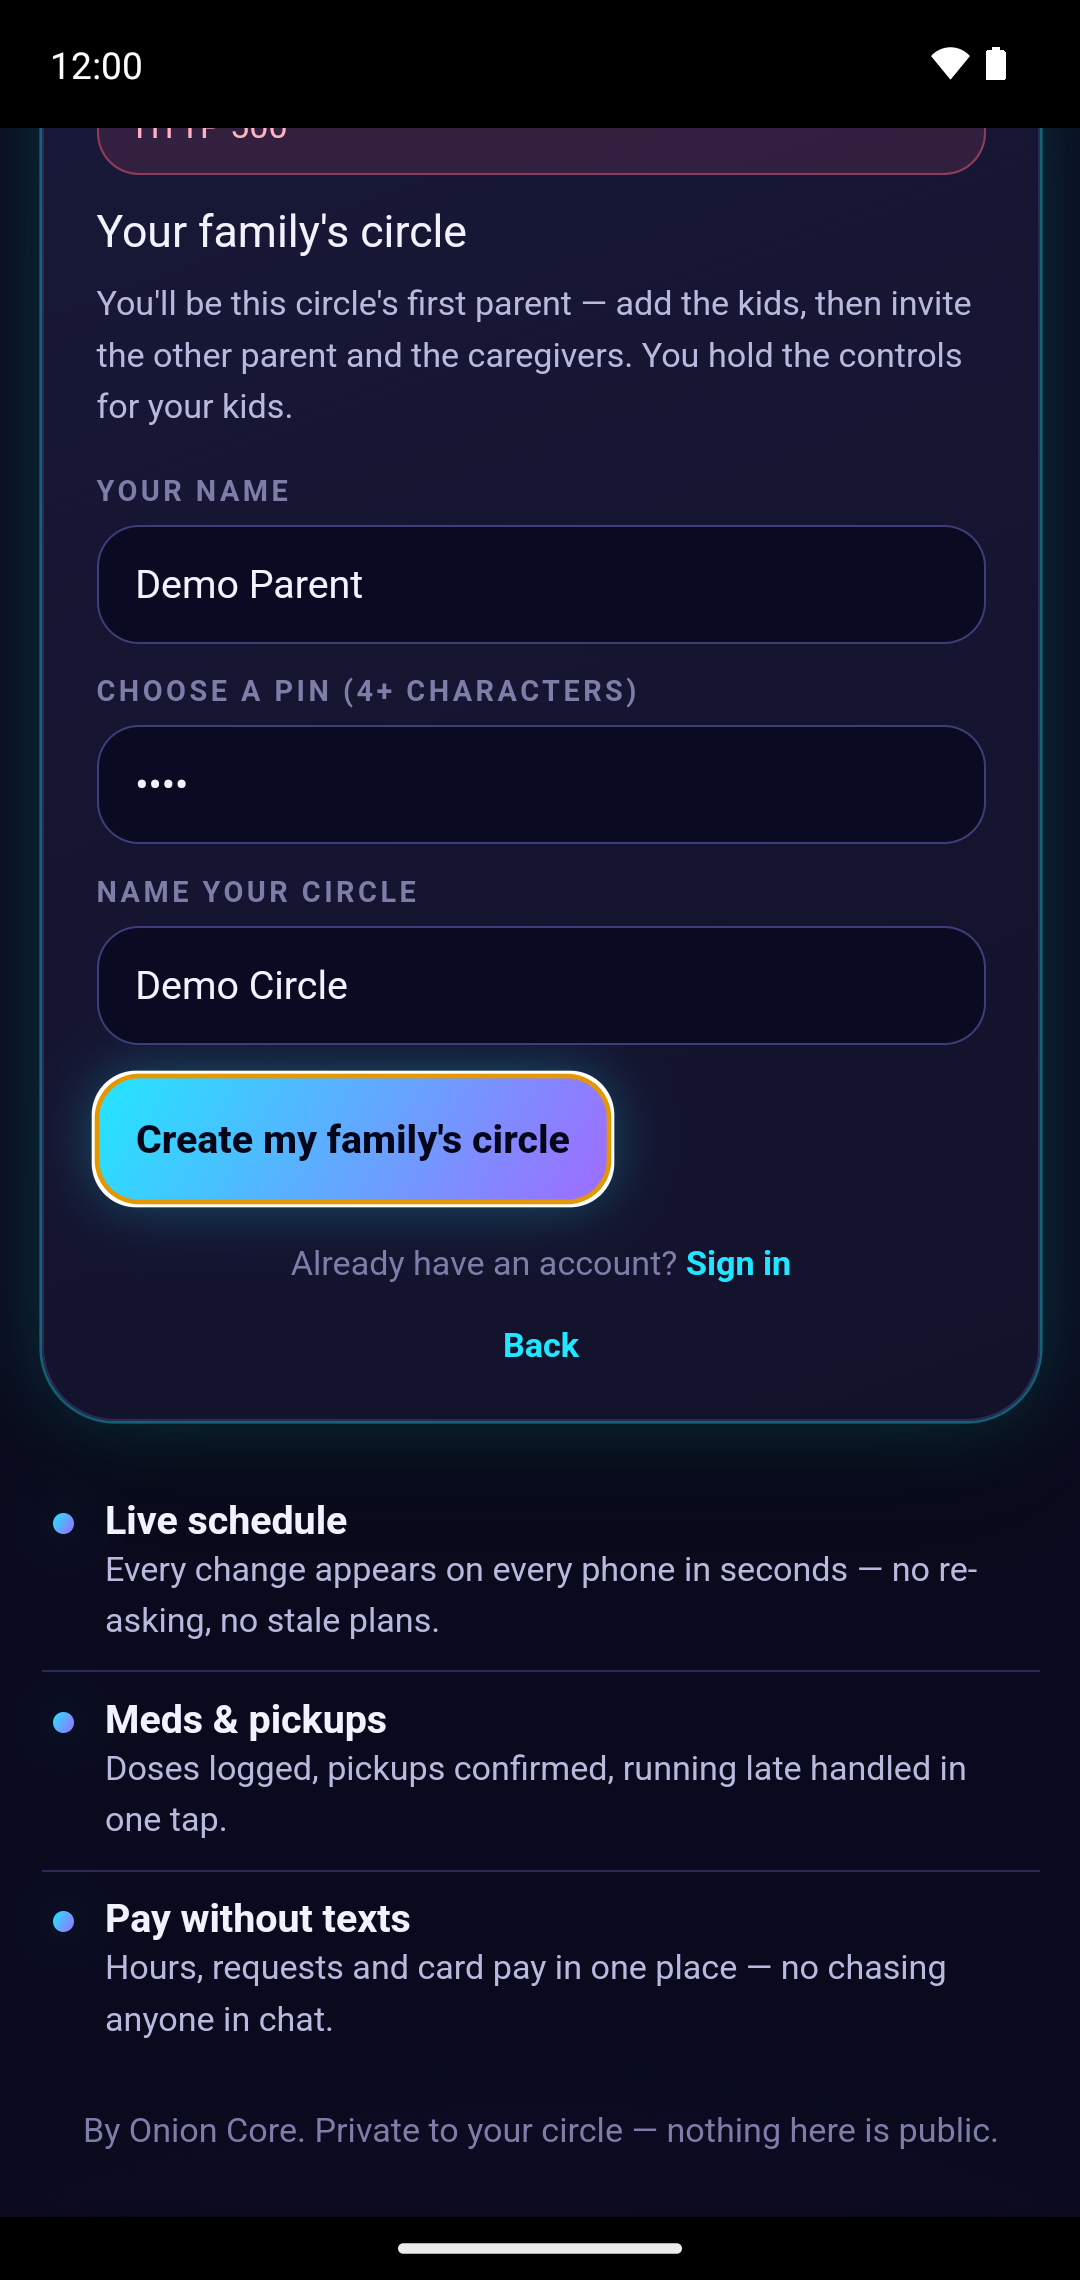 12:00
HTTP 500
Your family's circle
You'll be this circle's first parent — add the kids, then invite
the other parent and the caregivers. You hold the controls
for your kids.
YOUR NAME
Demo Parent
CHOOSE A PIN (4+ CHARACTERS)
••••
NAME YOUR CIRCLE
Demo Circle
Create my family's circle
Already have an account? Sign in
Back
Live schedule
Every change appears on every phone in seconds — no re-
asking, no stale plans.
Meds & pickups
Doses logged, pickups confirmed, running late handled in
one tap.
Pay without texts
Hours, requests and card pay in one place — no chasing
anyone in chat.
By Onion Core. Private to your circle — nothing here is public.